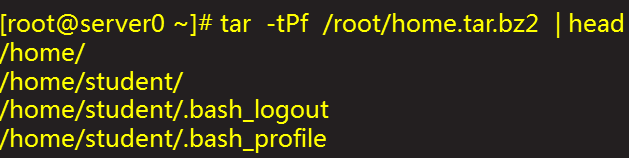 [root@server0 ~]# tar -tPf /root/home.tar.bz2 | head
/home/
/home/student/
/home/student/.bash_logout
/home/student/.bash_profile